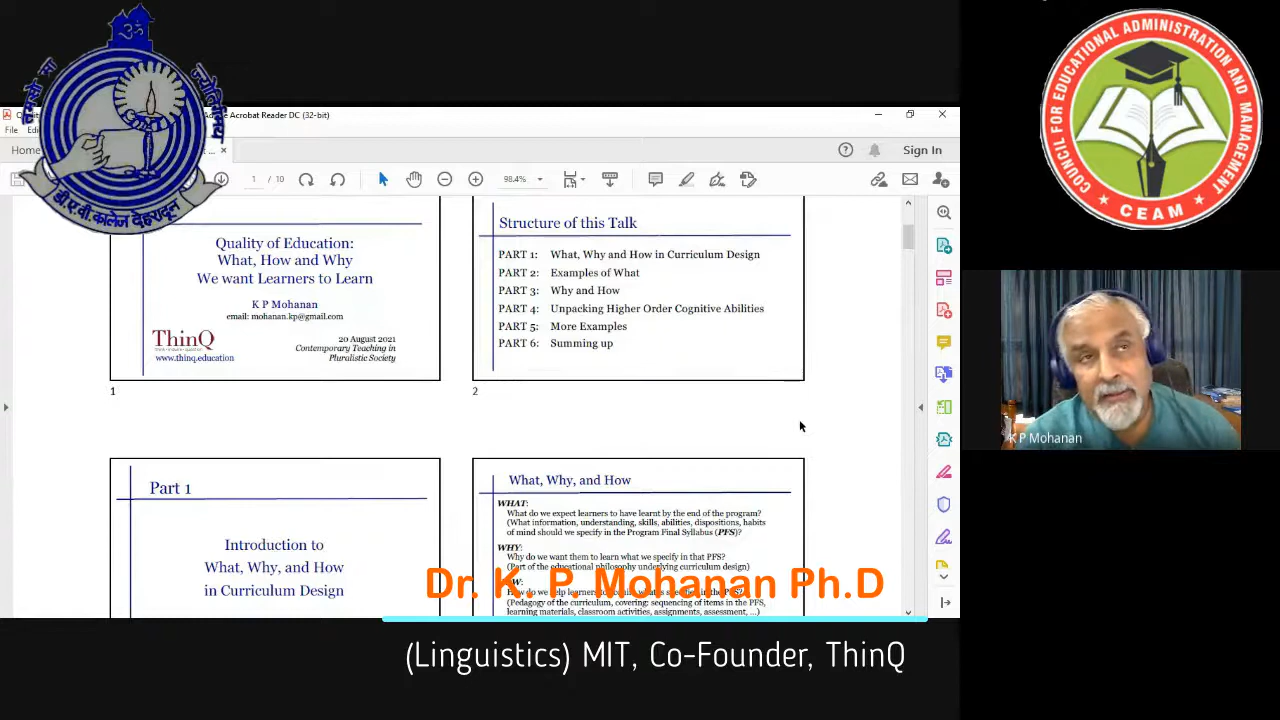 तमसो मा
ज्योतिर्गमय
डी.ए.वी.कालेज देहरादून
e Acrobat Reader DC (32-bit)
File Edi
Home
Sign In
1 / 10
98.4%
Quality of Education:
What, How and Why
We want Learners to Learn
K P Mohanan
email: mohanan.kp@gmail.com
ThinQ
www.thinq.education
20 August 2021
Contemporary Teaching in
Pluralistic Society
1
Structure of this Talk
PART 1: What, Why and How in Curriculum Design
PART 2: Examples of What
PART 3: Why and How
PART 4: Unpacking Higher Order Cognitive Abilities
PART 5: More Examples
PART 6: Summing up
2
Part 1
Introduction to
What, Why, and How
in Curriculum Design
What, Why, and How
WHAT:
What do we expect learners to have learnt by the end of the program?
(What information, understanding, skills, abilities, dispositions, habits
of mind should we specify in the Program Final Syllabus (PFS)?
WHY:
Why do we want them to learn what we specify in that PFS?
(Part of the educational philosophy underlying curriculum design)
(Pedagogy of the curriculum, covering: sequencing of items in the PFS,
learning materials, classroom activities, assignments, assessment, ...)
Dr. K. P. Mohanan Ph.D
(Linguistics) MIT, Co-Founder, ThinQ
COUNCIL FOR EDUCATIONAL ADMINISTRATION AND MANAGEMENT
CEAM
K P Mohanan